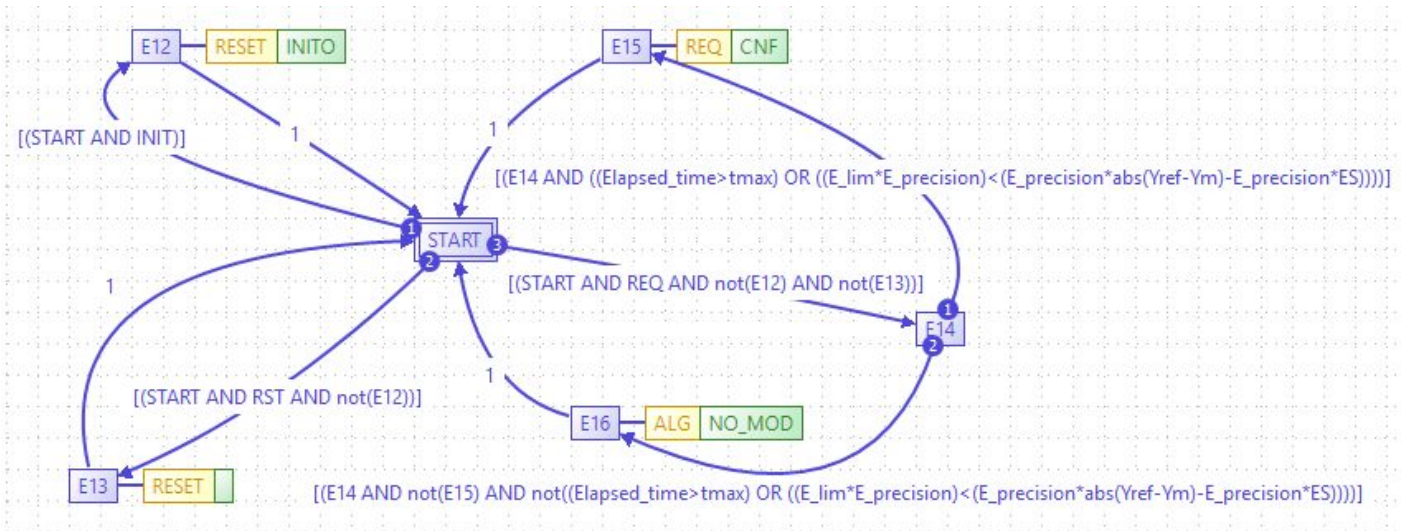 E12 RESET INITO
E15 REQ CNF
[(START AND INIT)]
1
1
[(E14 AND ((Elapsed_time>tmax) OR ((E_lim*E_precision)<(E_precision*abs(Yref-Ym)-E_precision*ES))))]
1 START 3
2
1
[(START AND REQ AND not(E12) AND not(E13))]
1
E14
2
1
[(START AND RST AND not(E12))]
E16 ALG NO_MOD
E13 RESET
[(E14 AND not(E15) AND not((Elapsed_time>tmax) OR ((E_lim*E_precision)<(E_precision*abs(Yref-Ym)-E_precision*ES))))]